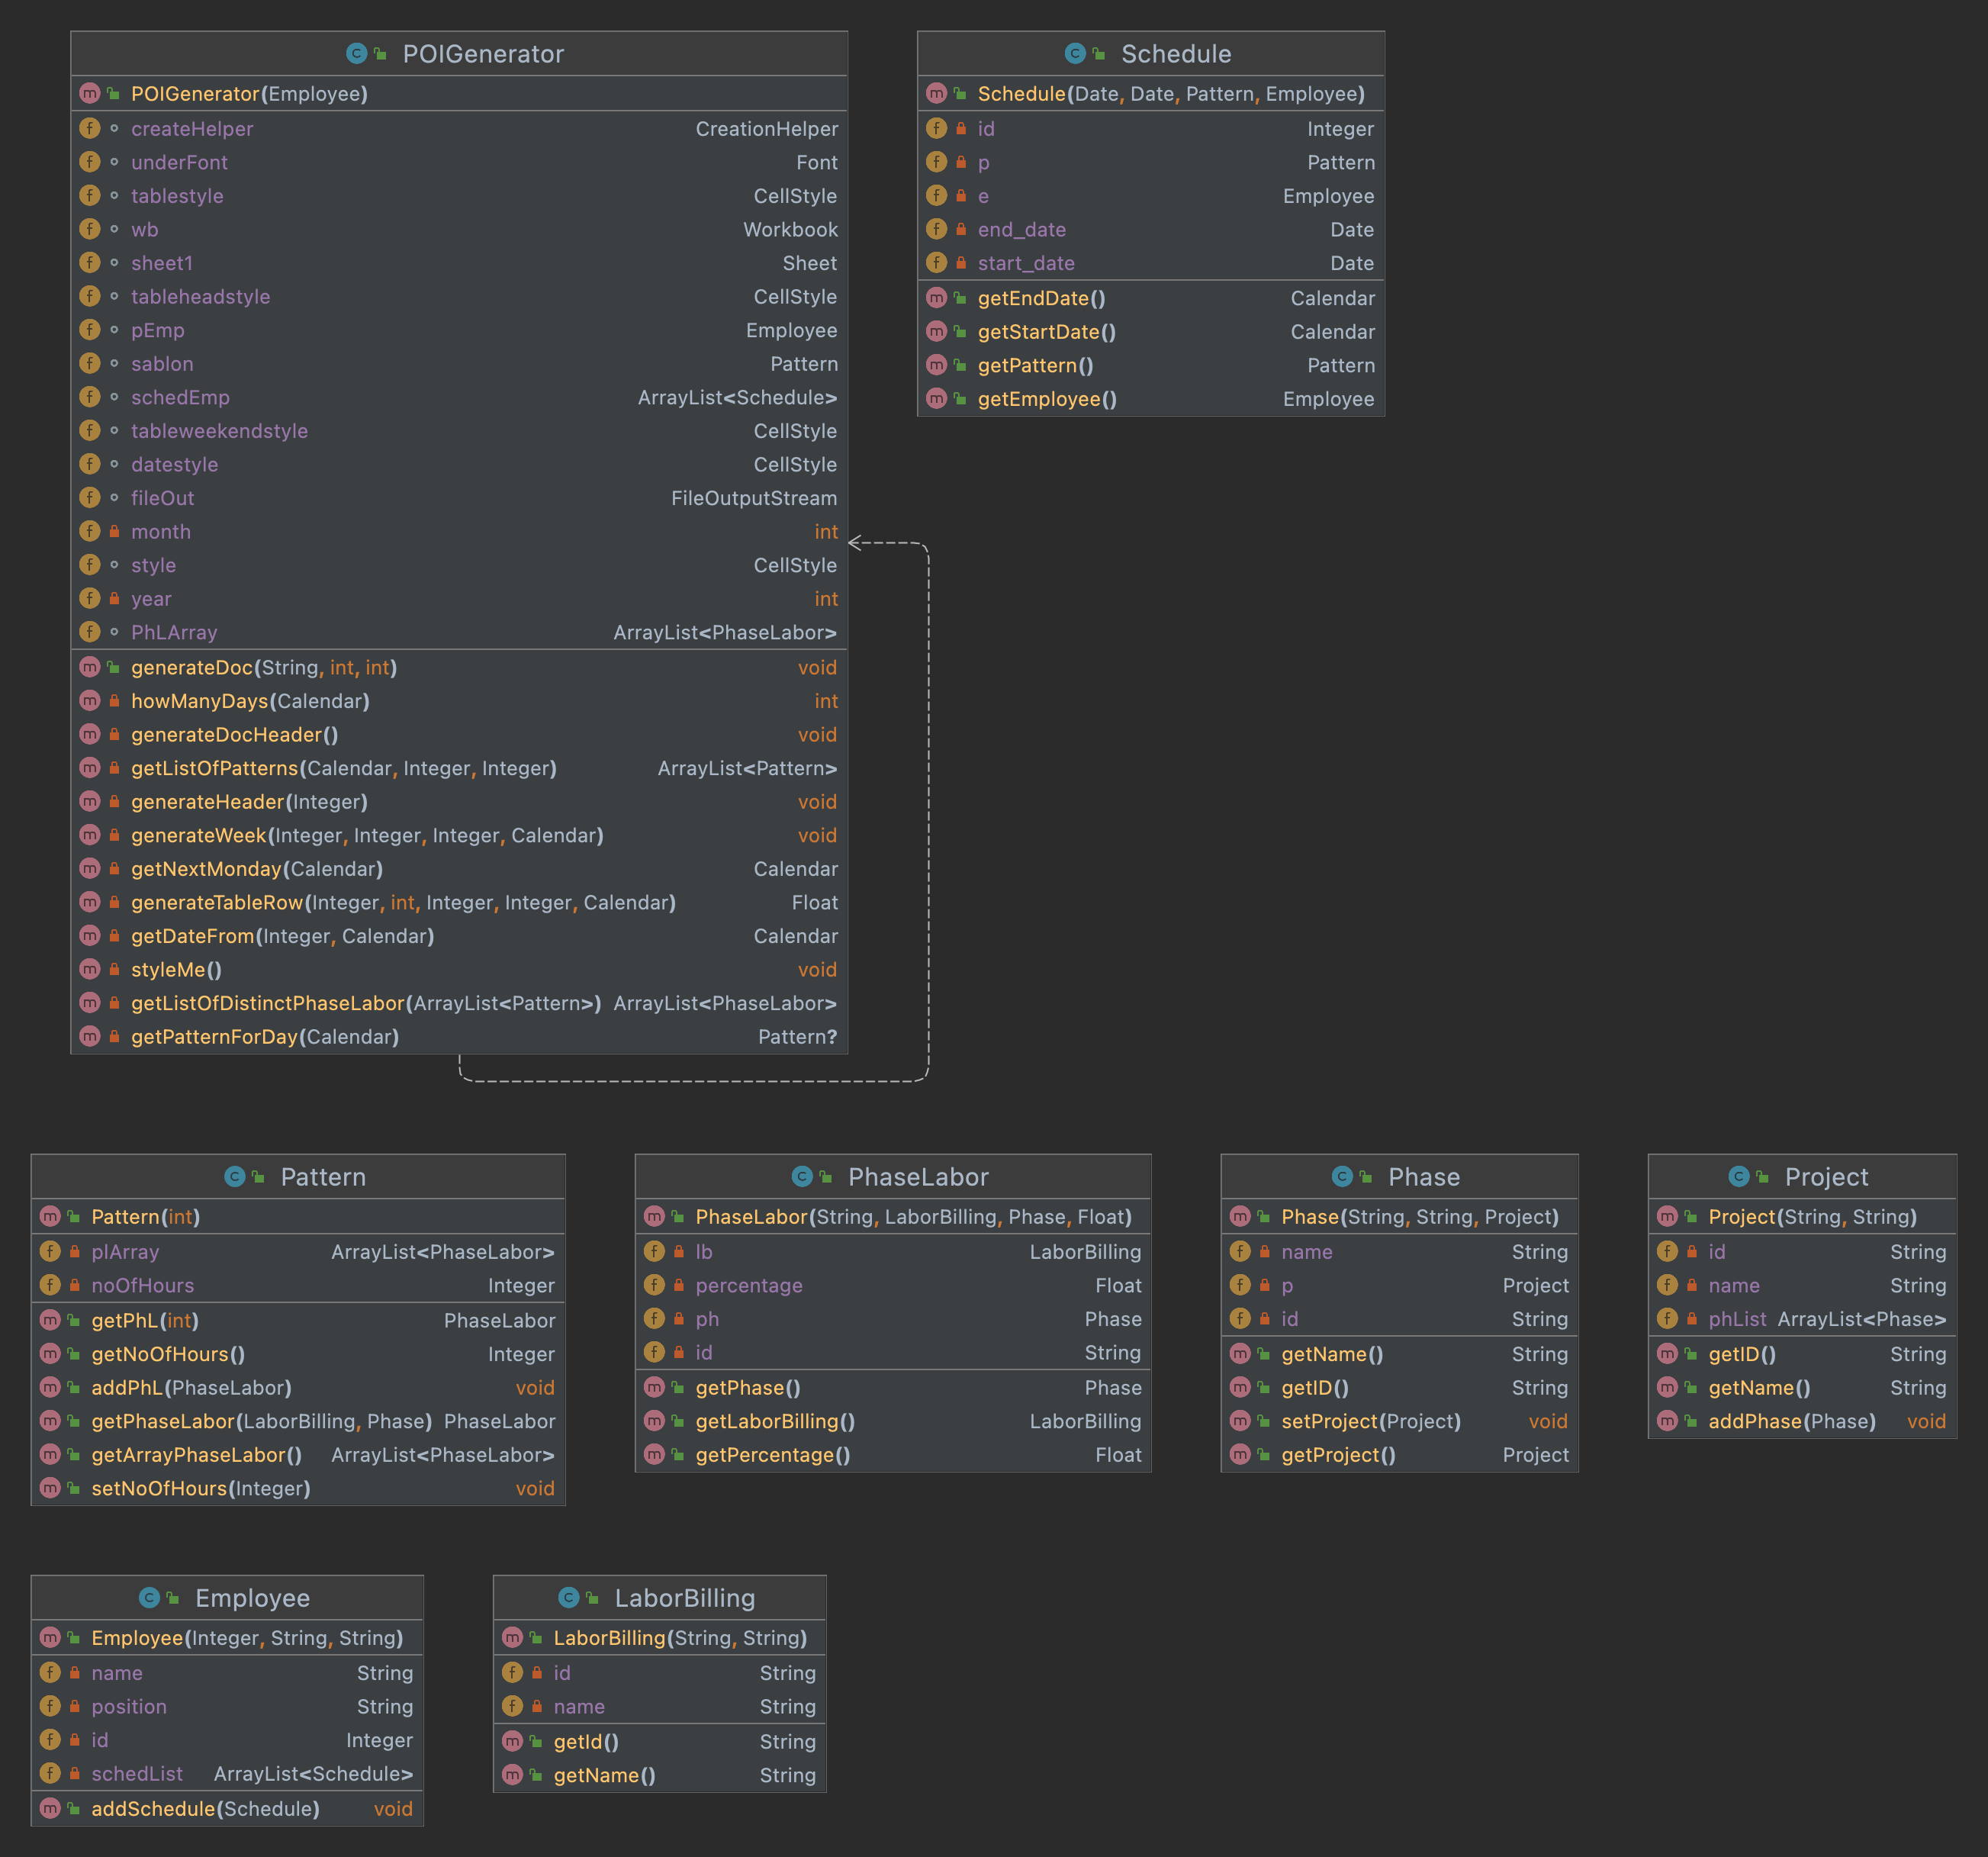 POIGenerator
POIGenerator(Employee)
createHelper CreationHelper
underFont Font
tablestyle CellStyle
wb Workbook
sheet1 Sheet
tableheadstyle CellStyle
pEmp Employee
sablon Pattern
schedEmp ArrayList<Schedule>
tableweekendstyle CellStyle
datestyle CellStyle
fileOut FileOutputStream
month int
style CellStyle
year int
PhLArray ArrayList<PhaseLabor>
generateDoc(String, int, int) void
howManyDays(Calendar) int
generateDocHeader() void
getListOfPatterns(Calendar, Integer, Integer) ArrayList<Pattern>
generateHeader(Integer) void
generateWeek(Integer, Integer, Integer, Calendar) void
getNextMonday(Calendar) Calendar
generateTableRow(Integer, int, Integer, Integer, Calendar) Float
getDateFrom(Integer, Calendar) Calendar
styleMe() void
getListOfDistinctPhaseLabor(ArrayList<Pattern>) ArrayList<PhaseLabor>
getPatternForDay(Calendar) Pattern?
Schedule
Schedule(Date, Date, Pattern, Employee)
id Integer
p Pattern
e Employee
end_date Date
start_date Date
getEndDate() Calendar
getStartDate() Calendar
getPattern() Pattern
getEmployee() Employee
Pattern
Pattern(int)
plArray ArrayList<PhaseLabor>
noOfHours Integer
getPhL(int) PhaseLabor
getNoOfHours() Integer
addPhL(PhaseLabor) void
getPhaseLabor(LaborBilling, Phase) PhaseLabor
getArrayPhaseLabor() ArrayList<PhaseLabor>
setNoOfHours(Integer) void
PhaseLabor
PhaseLabor(String, LaborBilling, Phase, Float)
lb LaborBilling
percentage Float
ph Phase
id String
getPhase() Phase
getLaborBilling() LaborBilling
getPercentage() Float
Phase
Phase(String, String, Project)
name String
p Project
id String
getName() String
getID() String
setProject(Project) void
getProject() Project
Project
Project(String, String)
id String
name String
phList ArrayList<Phase>
getID() String
getName() String
addPhase(Phase) void
Employee
Employee(Integer, String, String)
name String
position String
id Integer
schedList ArrayList<Schedule>
addSchedule(Schedule) void
LaborBilling
LaborBilling(String, String)
id String
name String
getId() String
getName() String